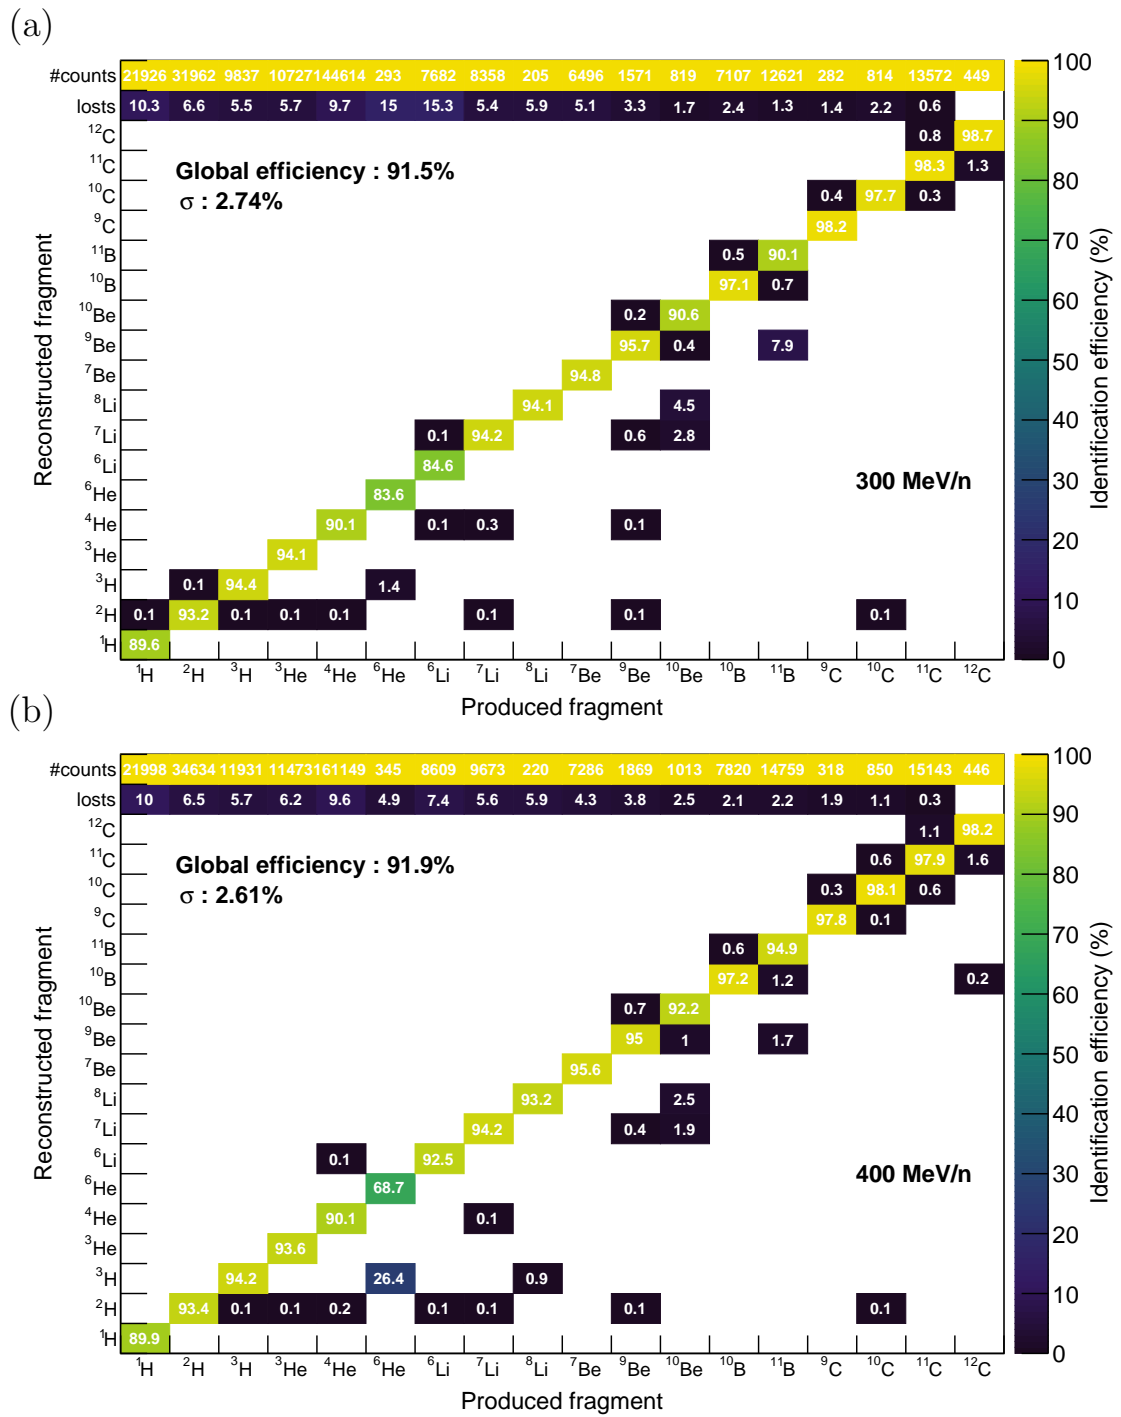 (a)
#counts 21926 31962 9837 10727 144614 293 7682 8358 205 6496 1571 819 7107 12621 282 814 13572 449
losts 10.3 6.6 5.5 5.7 9.7 15 15.3 5.4 5.9 5.1 3.3 1.7 2.4 1.3 1.4 2.2 0.6
¹²C 0.8 98.7
¹¹C 98.3 1.3
Global efficiency : 91.5%
¹⁰C 0.4 97.7 0.3
σ : 2.74%
⁹C 98.2
¹¹B 0.5 90.1
¹⁰B 97.1 0.7
¹⁰Be 0.2 90.6
⁹Be 95.7 0.4 7.9
⁷Be 94.8
⁸Li 94.1 4.5
⁷Li 0.1 94.2 0.6 2.8
⁶Li 84.6
300 MeV/n
⁶He 83.6
⁴He 90.1 0.1 0.3 0.1
³He 94.1
³H 0.1 94.4 1.4
²H 0.1 93.2 0.1 0.1 0.1 0.1 0.1 0.1
¹H 89.6
¹H ²H ³H ³He ⁴He ⁶He ⁶Li ⁷Li ⁸Li ⁷Be ⁹Be ¹⁰Be ¹⁰B ¹¹B ⁹C ¹⁰C ¹¹C ¹²C
Produced fragment
Reconstructed fragment
100
90
80
70
60
50
40
30
20
10
0
Identification efficiency (%)
(b)
#counts 21998 34634 11931 11473 161149 345 8609 9673 220 7286 1869 1013 7820 14759 318 850 15143 446
losts 10 6.5 5.7 6.2 9.6 4.9 7.4 5.6 5.9 4.3 3.8 2.5 2.1 2.2 1.9 1.1 0.3
¹²C 1.1 98.2
¹¹C 0.6 97.9 1.6
Global efficiency : 91.9%
¹⁰C 0.3 98.1 0.6
σ : 2.61%
⁹C 97.8 0.1
¹¹B 0.6 94.9
¹⁰B 97.2 1.2 0.2
¹⁰Be 0.7 92.2
⁹Be 95 1 1.7
⁷Be 95.6
⁸Li 93.2 2.5
⁷Li 94.2 0.4 1.9
⁶Li 0.1 92.5
400 MeV/n
⁶He 68.7
⁴He 90.1 0.1
³He 93.6
³H 94.2 26.4 0.9
²H 93.4 0.1 0.1 0.2 0.1 0.1 0.1 0.1
¹H 89.9
¹H ²H ³H ³He ⁴He ⁶He ⁶Li ⁷Li ⁸Li ⁷Be ⁹Be ¹⁰Be ¹⁰B ¹¹B ⁹C ¹⁰C ¹¹C ¹²C
Produced fragment
Reconstructed fragment
100
90
80
70
60
50
40
30
20
10
0
Identification efficiency (%)